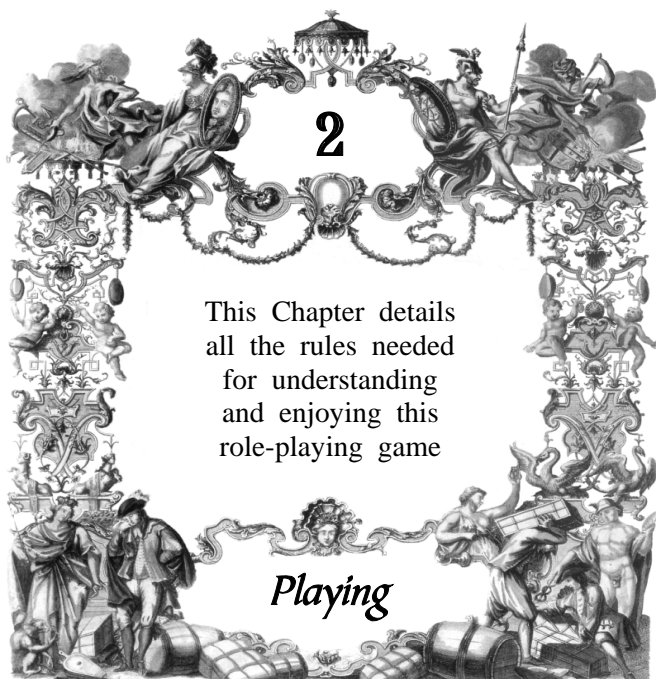 2
This Chapter details
all the rules needed
for understanding
and enjoying this
role-playing game
Playing